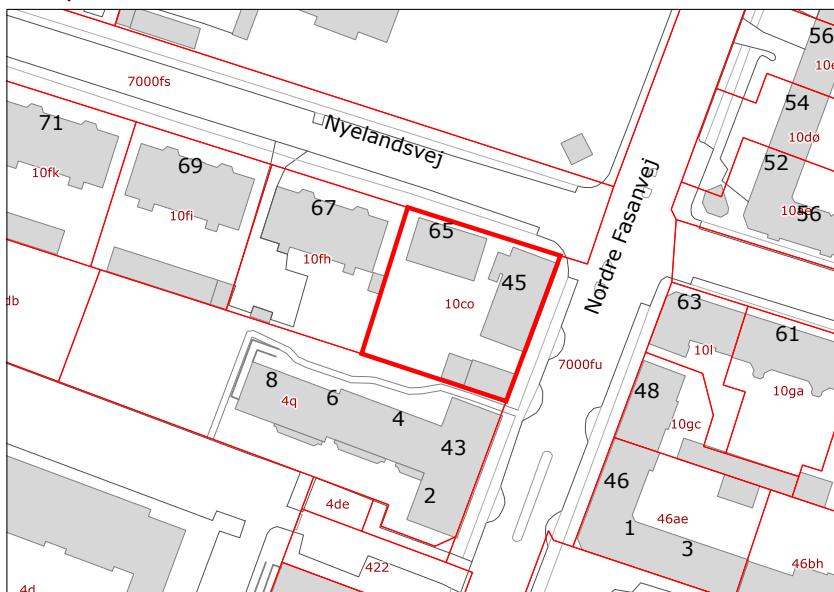 56
10e
7000fs
54
71
Nyelandsvej
10dø
69
52
10fk
Nordre Fasanvej
67
10fi
56
65
10fh
45
db
10co
63
61
7000fu
10l
8
48
10ga
6
4q
4
10gc
43
46
2
4de
1
46ae
3
422
46bh
4d